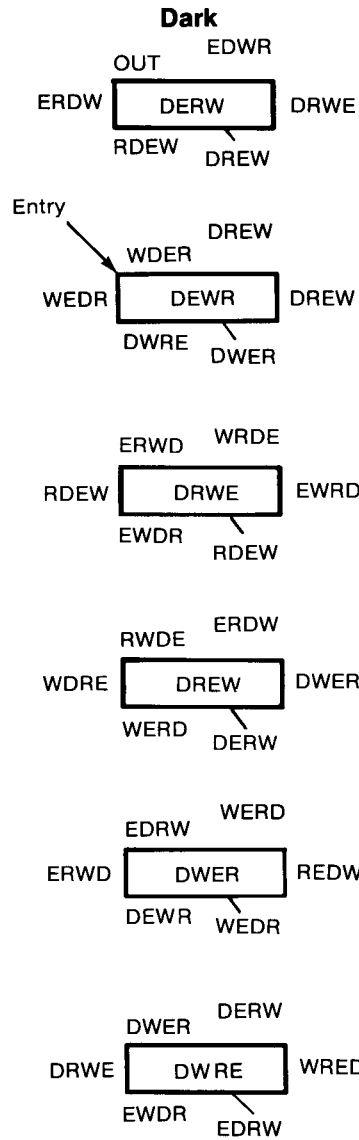 Dark
EDWR
OUT
ERDW DERW DRWE
RDEW
DREW
Entry
DREW
WDER
WEDR DEWR DREW
DWRE
DWER
WRDE
ERWD
RDEW DRWE EWRD
EWDR
RDEW
ERDW
RWDE
WDRE DREW DWER
WERD
DERW
WERD
EDRW
ERWD DWER REDW
DEWR
WEDR
DERW
DWER
DRWE DWRE WRED
EWDR
EDRW